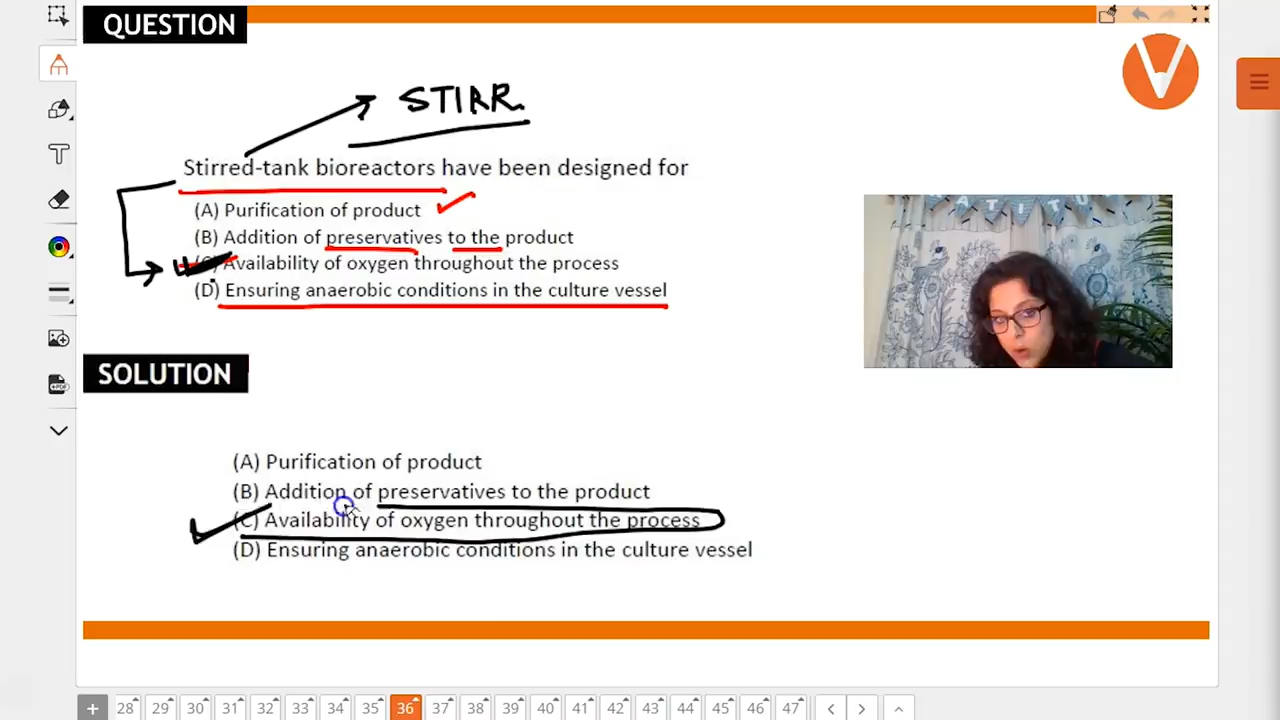 QUESTION
STIRR
Stirred-tank bioreactors have been designed for
(A) Purification of product
(B) Addition of preservatives to the product
(C) Availability of oxygen throughout the process
(D) Ensuring anaerobic conditions in the culture vessel
SOLUTION
(A) Purification of product
(B) Addition of preservatives to the product
(C) Availability of oxygen throughout the process
(D) Ensuring anaerobic conditions in the culture vessel
28 29 30 31 32 33 34 35 36 37 38 39 40 41 42 43 44 45 46 47